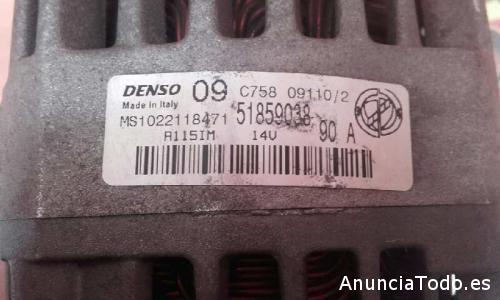 DENSO 09 C758 09110/2
Made in Italy
MS1022118471 51859038 90 A
A115IM 14V
AnunciaTodo.es